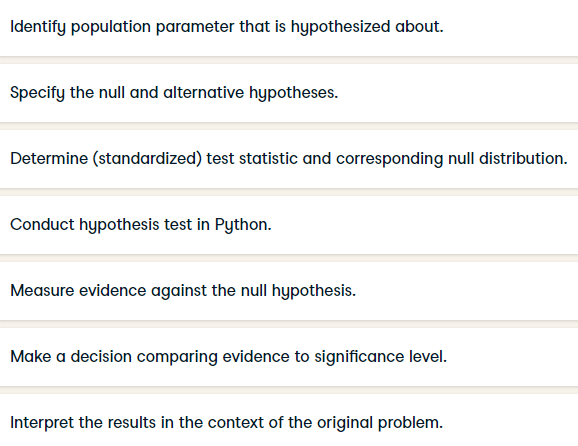 Identify population parameter that is hypothesized about.
Specify the null and alternative hypotheses.
Determine (standardized) test statistic and corresponding null distribution.
Conduct hypothesis test in Python.
Measure evidence against the null hypothesis.
Make a decision comparing evidence to significance level.
Interpret the results in the context of the original problem.